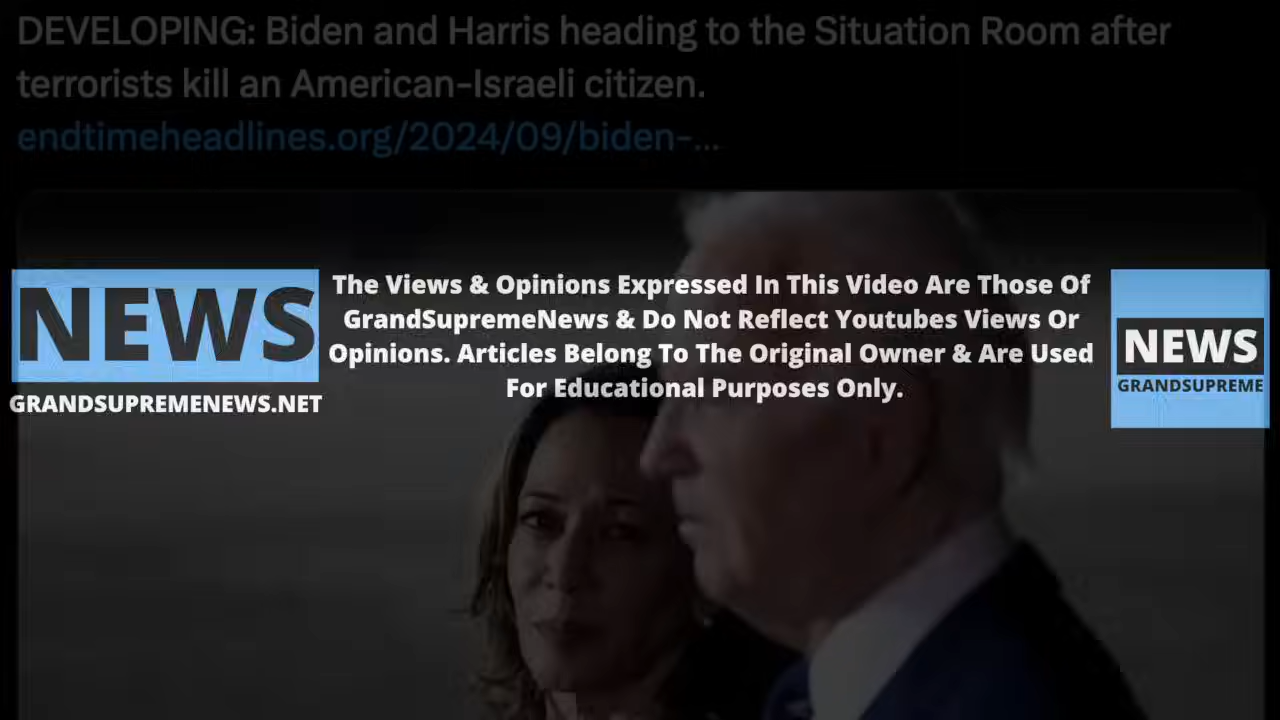 DEVELOPING: Biden and Harris heading to the Situation Room after
terrorists kill an American-Israeli citizen.
endtimeheadlines.org/2024/09/biden-...
NEWS
GRANDSUPREMENEWS.NET
The Views & Opinions Expressed In This Video Are Those Of
GrandSupremeNews & Do Not Reflect Youtubes Views Or
Opinions. Articles Belong To The Original Owner & Are Used
For Educational Purposes Only.
NEWS
GRANDSUPREME